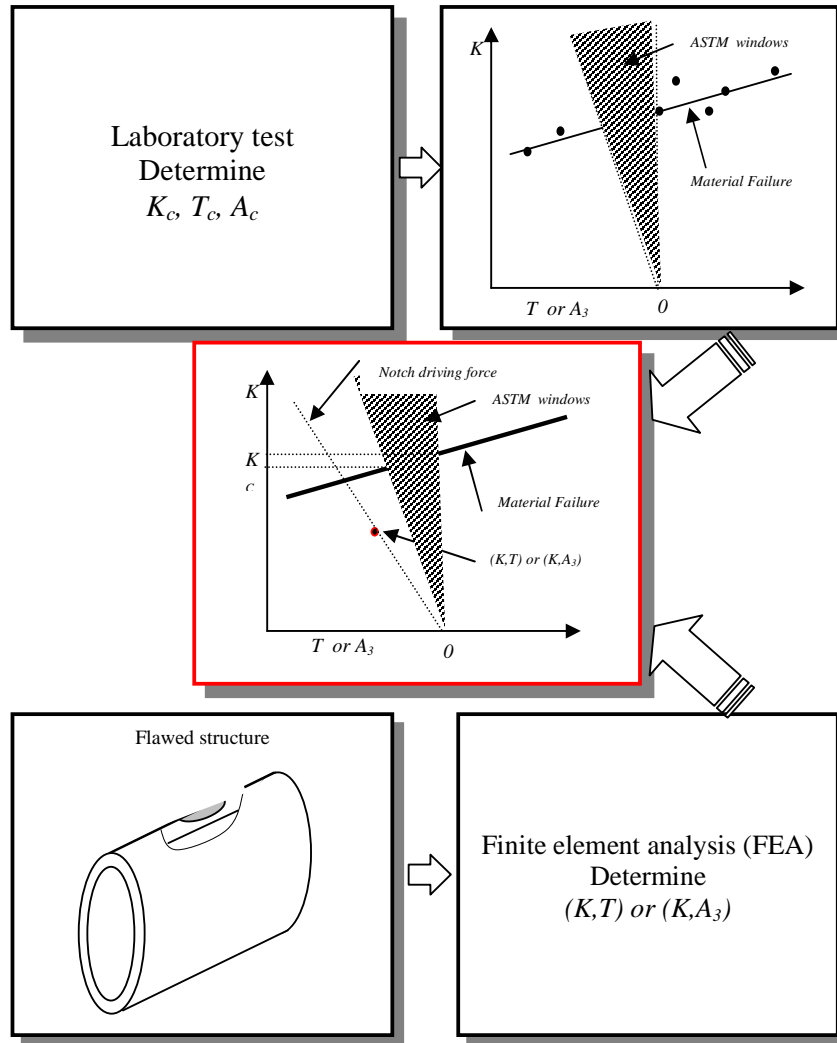 Laboratory test
Determine
Kc, Tc, Ac
K
ASTM windows
Material Failure
T or A3
0
Notch driving force
K
ASTM windows
K
C
Material Failure
(K,T) or (K,A3)
T or A3
0
Flawed structure
Finite element analysis (FEA)
Determine
(K,T) or (K,A3)